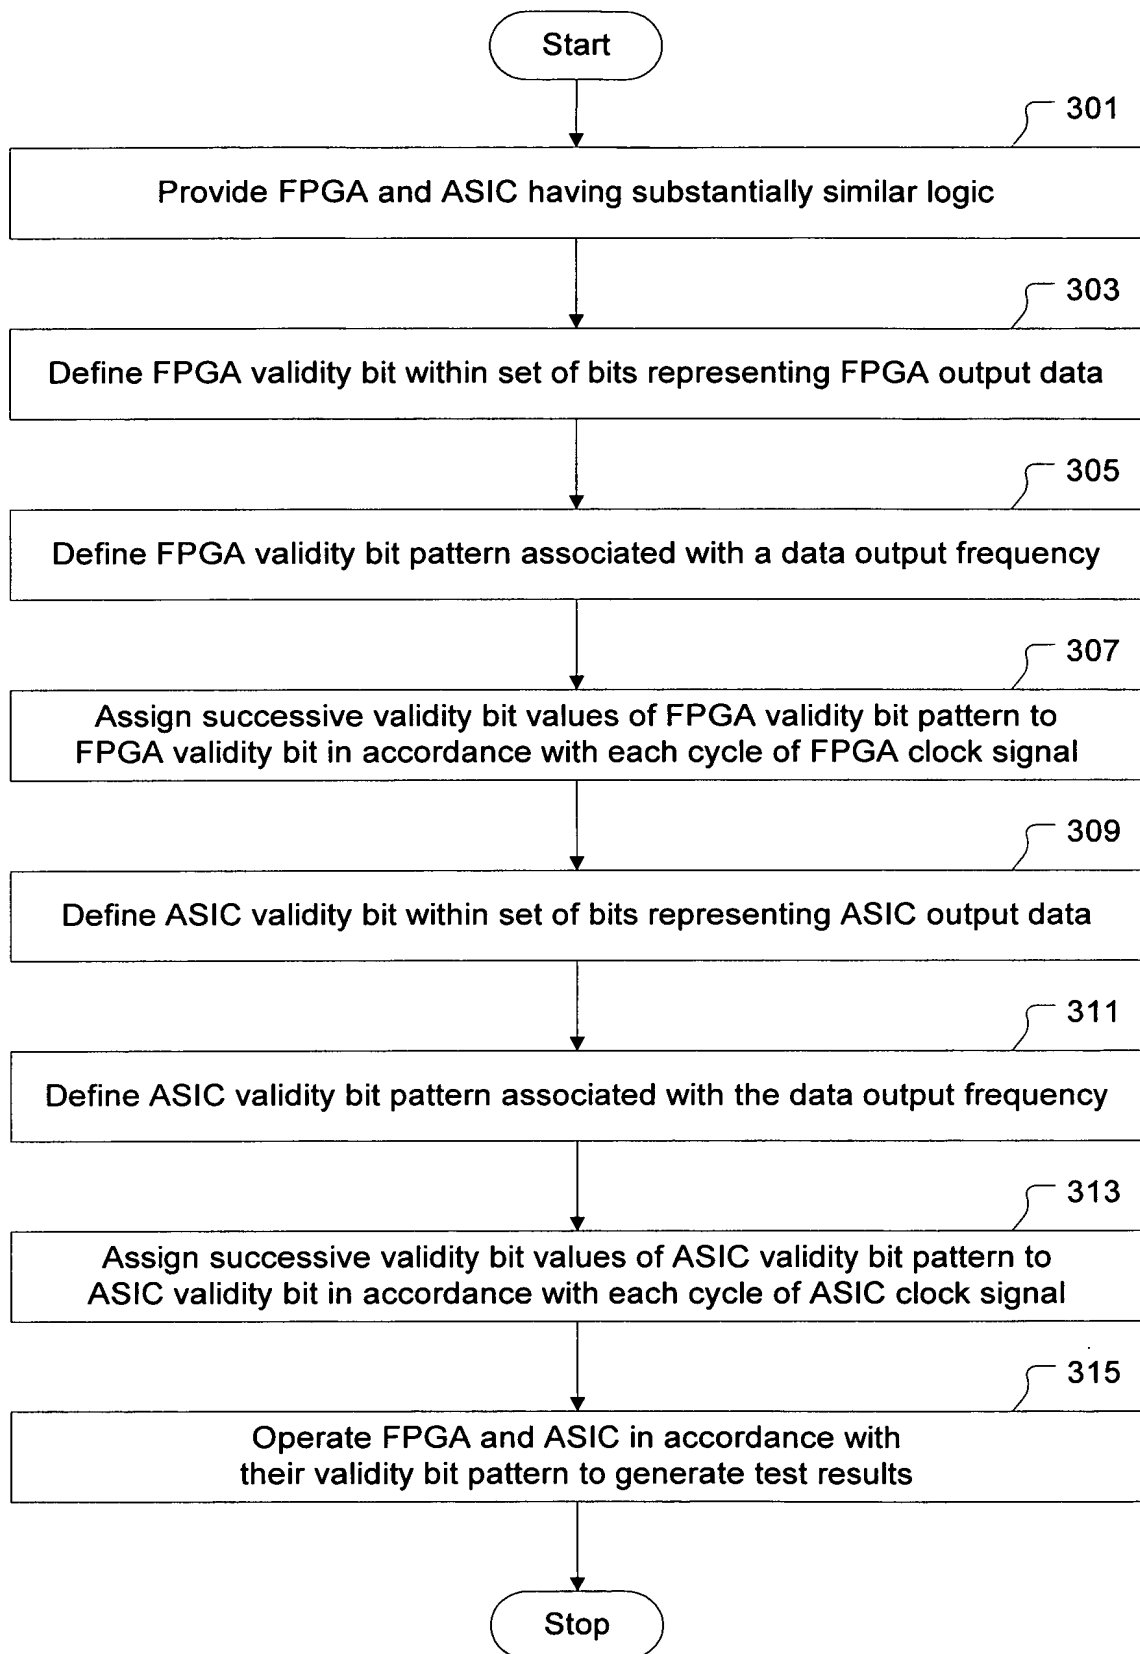 Start
301
Provide FPGA and ASIC having substantially similar logic
303
Define FPGA validity bit within set of bits representing FPGA output data
305
Define FPGA validity bit pattern associated with a data output frequency
307
Assign successive validity bit values of FPGA validity bit pattern to
FPGA validity bit in accordance with each cycle of FPGA clock signal
309
Define ASIC validity bit within set of bits representing ASIC output data
311
Define ASIC validity bit pattern associated with the data output frequency
313
Assign successive validity bit values of ASIC validity bit pattern to
ASIC validity bit in accordance with each cycle of ASIC clock signal
315
Operate FPGA and ASIC in accordance with
their validity bit pattern to generate test results
Stop